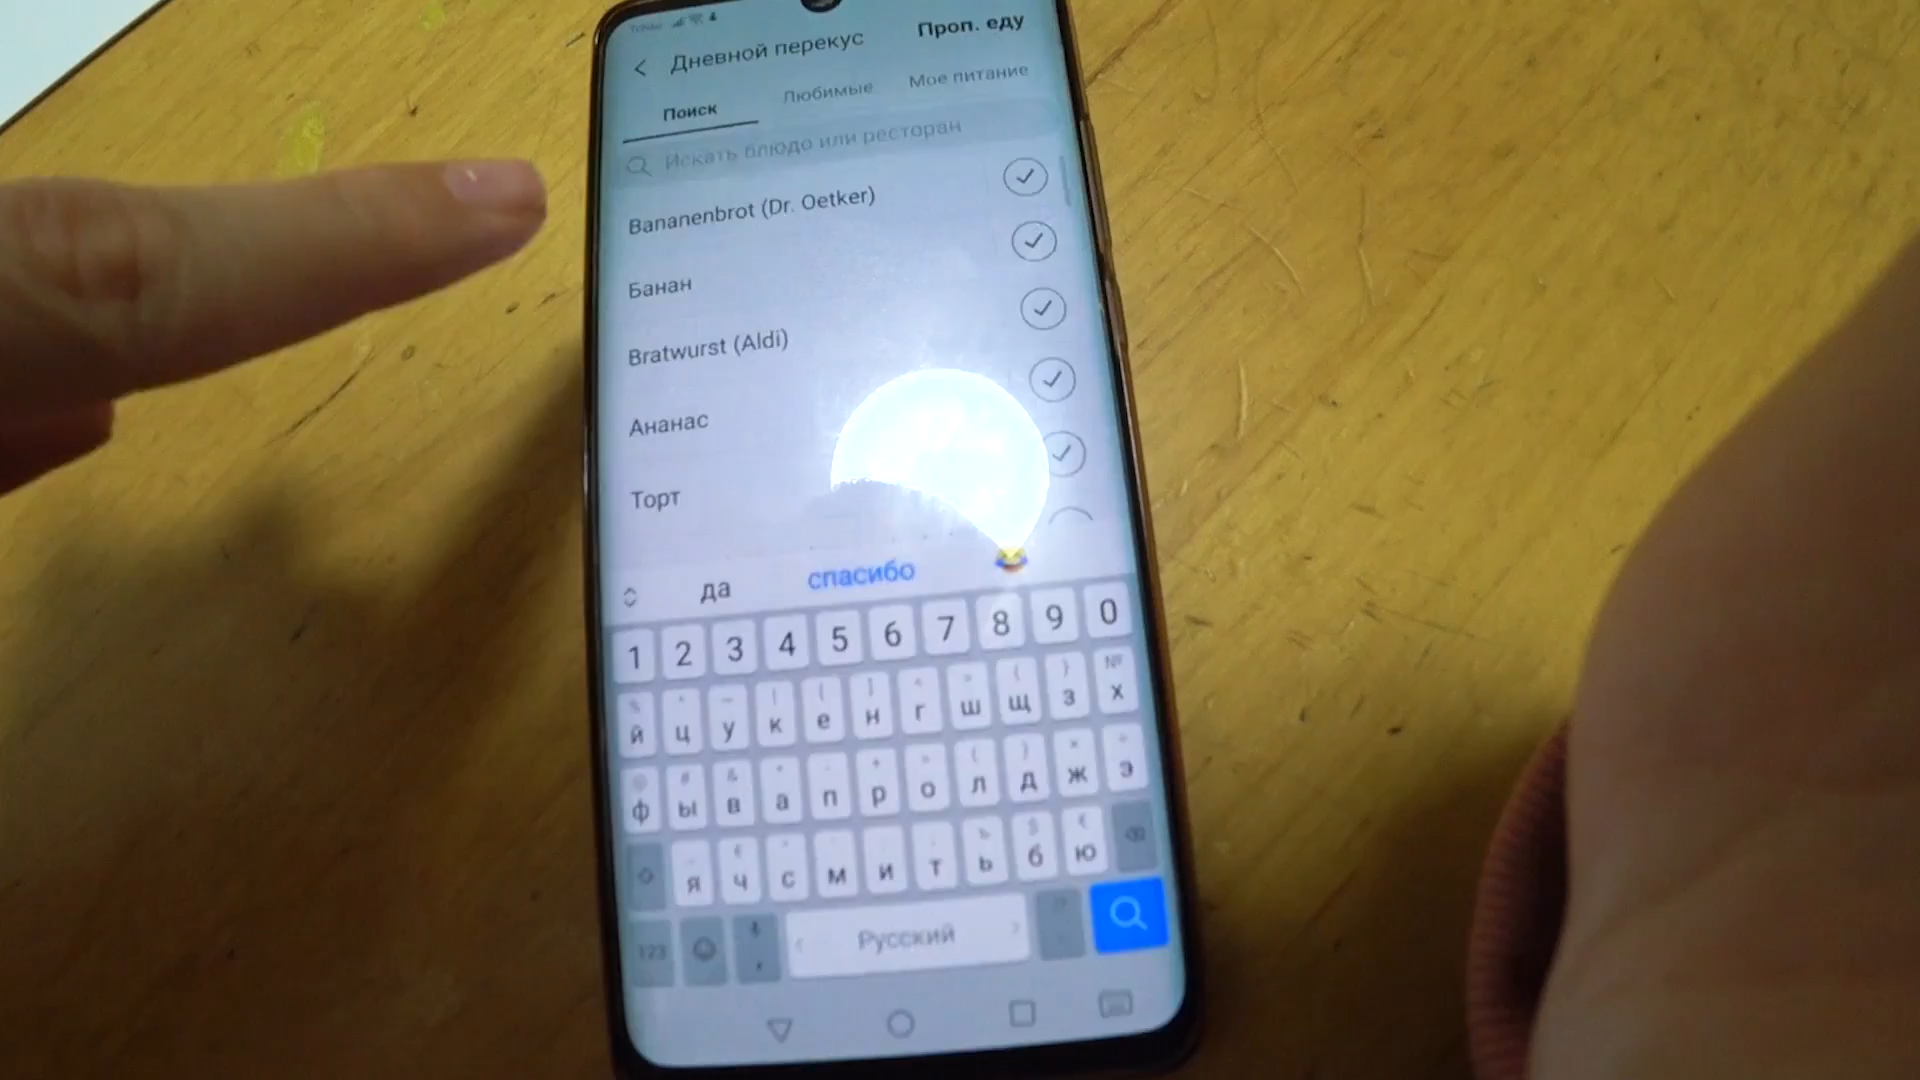 Дневной перекус
Проп. еду
Поиск
Любимые
Мое питание
Искать блюдо или ресторан
Bananenbrot (Dr. Oetker)
Банан
Bratwurst (Aldi)
Ананас
Торт
да
спасибо
1 2 3 4 5 6 7 8 9 0
й ц у к е н г ш щ з х
ф ы в а п р о л д ж э
я ч с м и т ь б ю
123
,
Русский